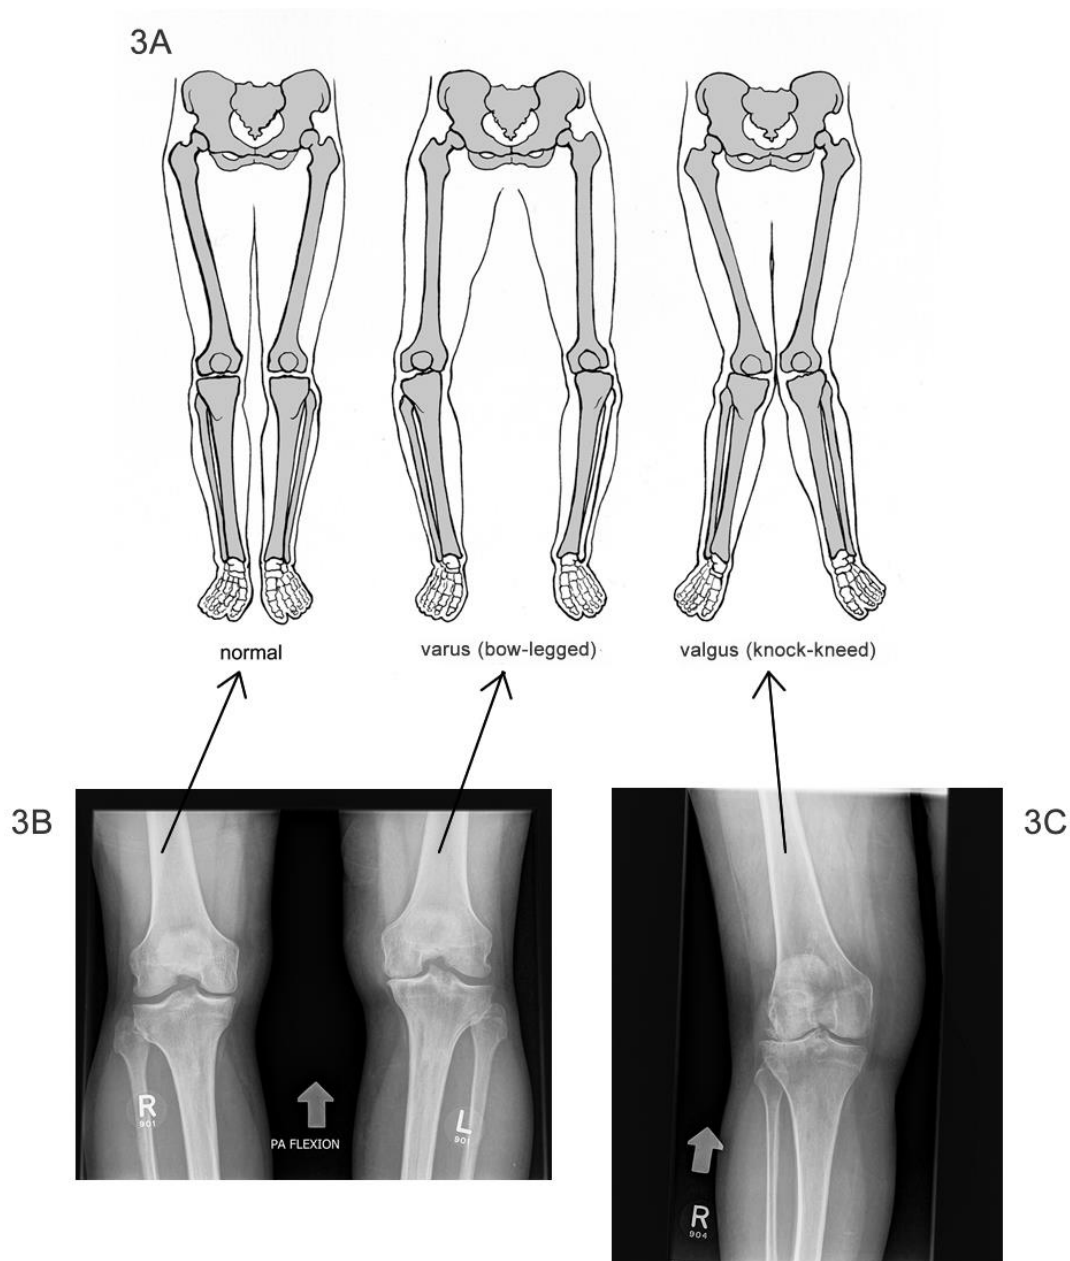 3A
normal
varus (bow-legged)
valgus (knock-kneed)
3B
3C
R
901
PA FLEXION
L
901
R
904